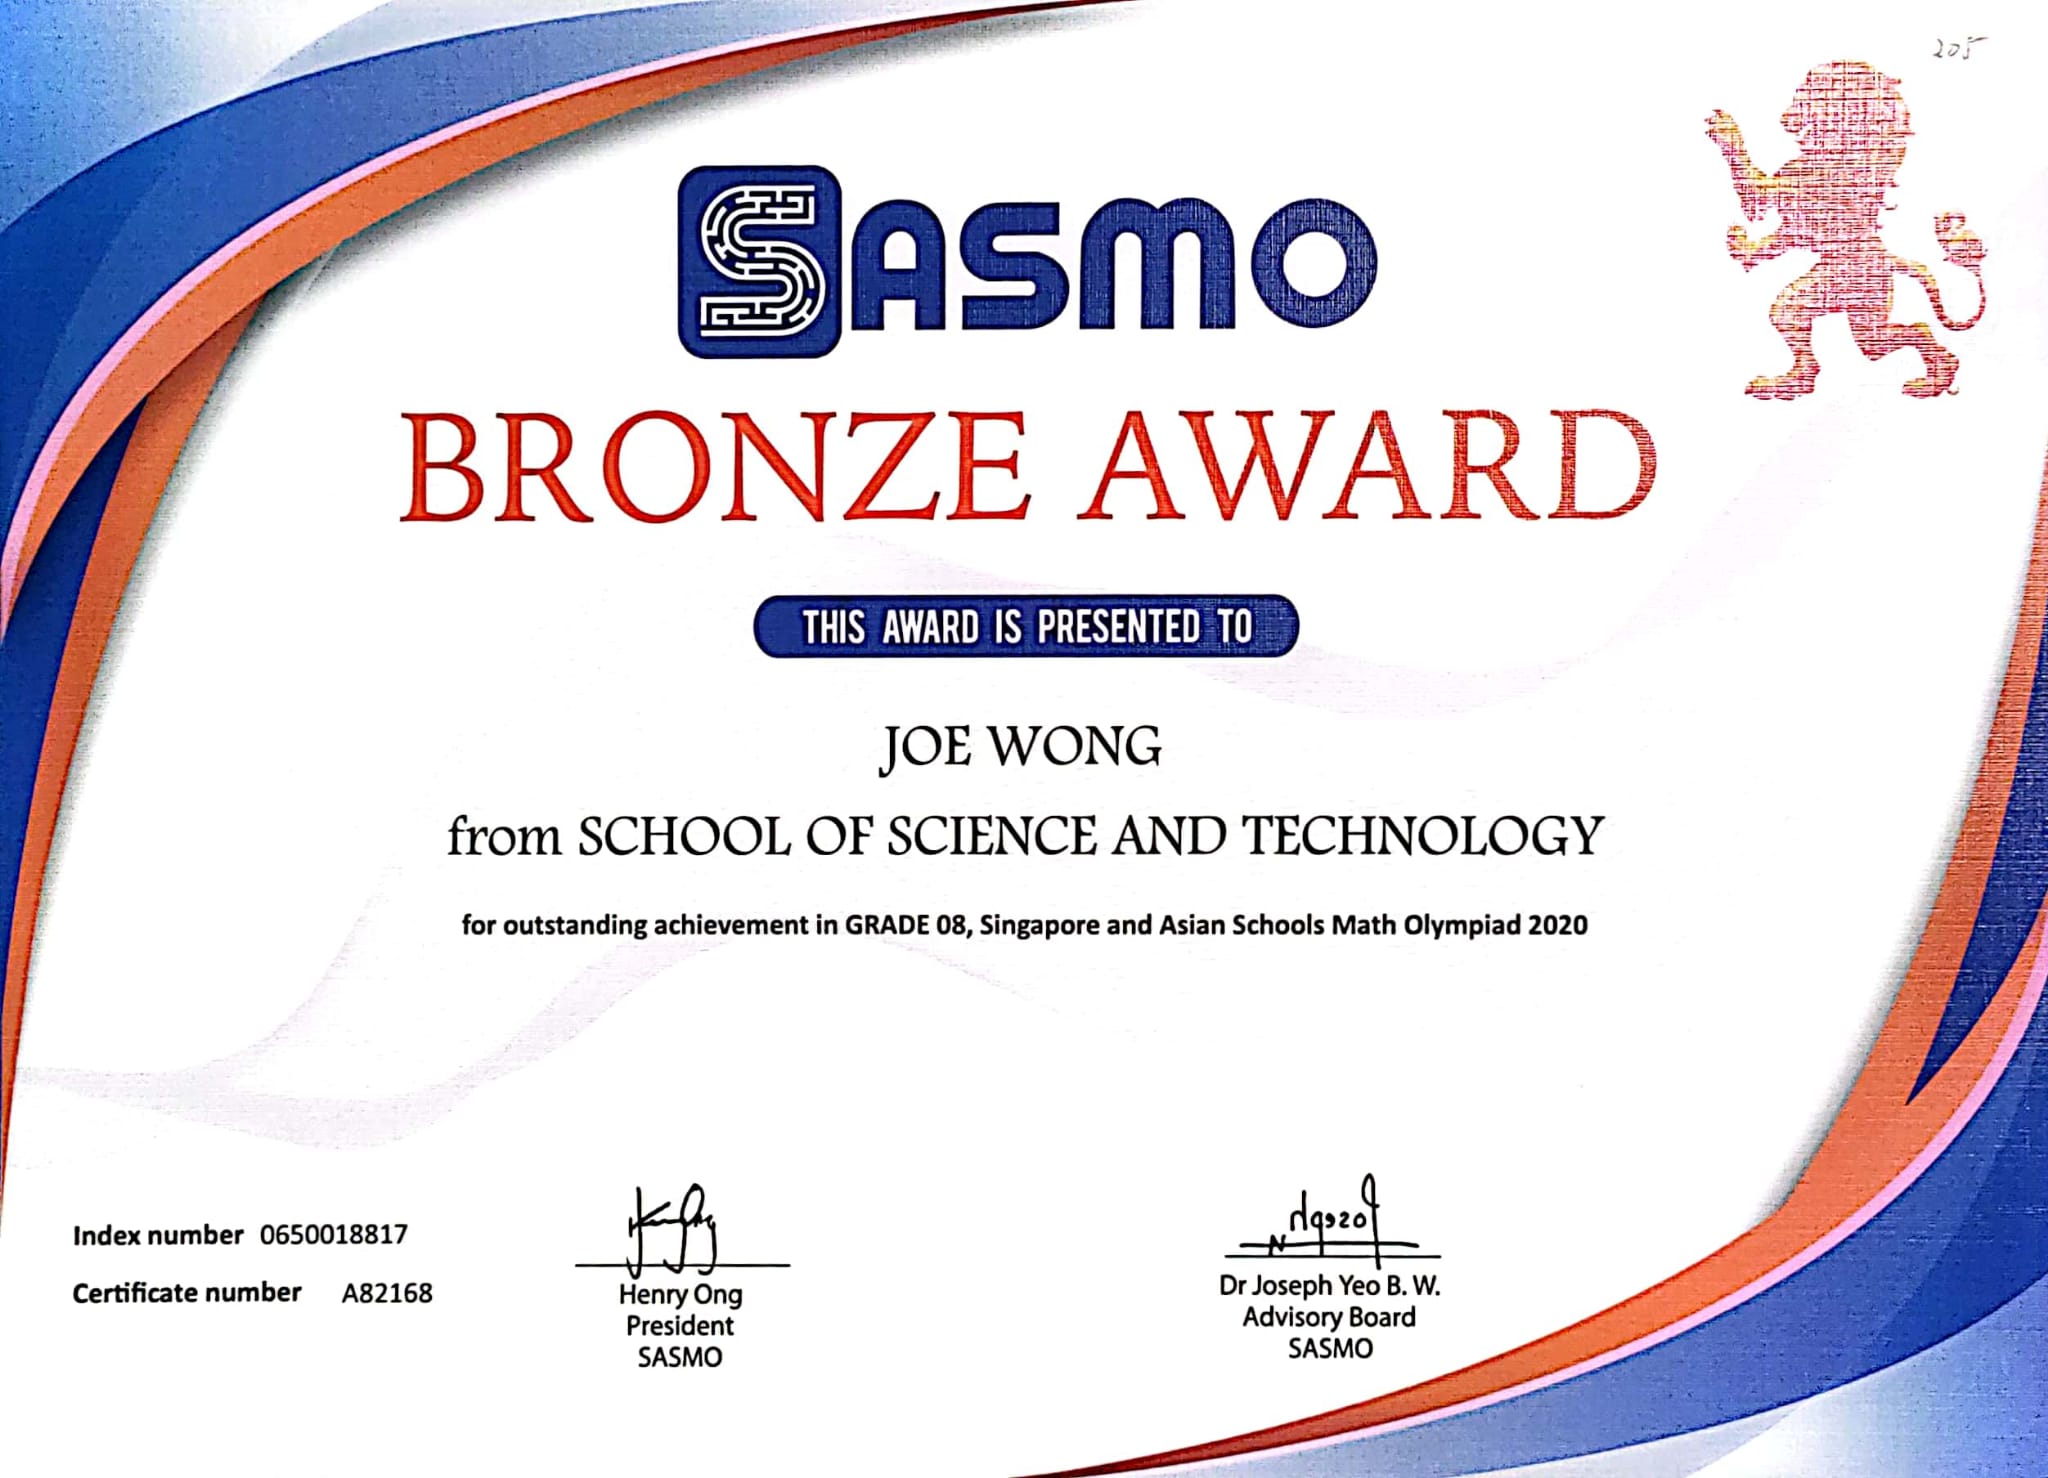 205
SASMO
BRONZE AWARD
THIS AWARD IS PRESENTED TO
JOE WONG
from SCHOOL OF SCIENCE AND TECHNOLOGY
for outstanding achievement in GRADE 08, Singapore and Asian Schools Math Olympiad 2020
Index number 0650018817
Certificate number A82168
Henry Ong
President
SASMO
Dr Joseph Yeo B. W.
Advisory Board
SASMO